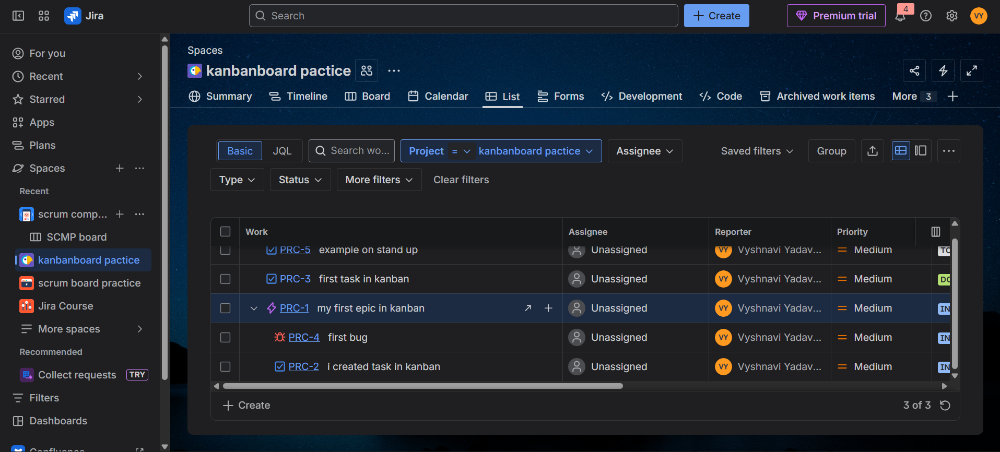 Jira
Search
Create
Premium trial
4
VY
For you
Recent
Starred
Apps
Plans
Spaces
Recent
scrum comp...
SCMP board
kanbanboard pactice
scrum board practice
Jira Course
More spaces
Recommended
Collect requests TRY
Filters
Dashboards
Confluence
Spaces
kanbanboard pactice
Summary Timeline Board Calendar List Forms Development Code Archived work items More 3
Basic JQL Search wo... Project = kanbanboard pactice Assignee Saved filters Group
Type Status More filters Clear filters
Work Assignee Reporter Priority
PRC-5 example on stand up Unassigned VY Vyshnavi Yadav... Medium TO
PRC-3 first task in kanban Unassigned VY Vyshnavi Yadav... Medium DO
PRC-1 my first epic in kanban Unassigned VY Vyshnavi Yadav... Medium IN
PRC-4 first bug Unassigned VY Vyshnavi Yadav... Medium IN
PRC-2 i created task in kanban Unassigned VY Vyshnavi Yadav... Medium IN
Create 3 of 3